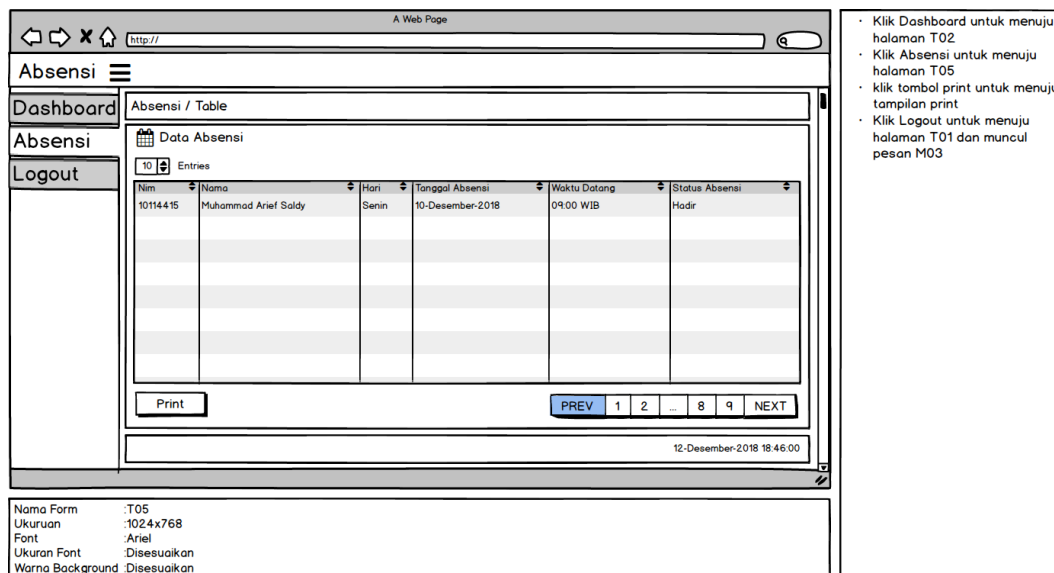 A Web Page
http://
Absensi
Dashboard
Absensi
Logout
Absensi / Table
Data Absensi
10 Entries
Nim Nama Hari Tanggal Absensi Waktu Datang Status Absensi
10114415 Muhammad Arief Saldy Senin 10-Desember-2018 09:00 WIB Hadir
Print
PREV 1 2 ... 8 9 NEXT
12-Desember-2018 18:46:00
· Klik Dashboard untuk menuju
halaman T02
· Klik Absensi untuk menuju
halaman T05
· klik tombol print untuk menuju
tampilan print
· Klik Logout untuk menuju
halaman T01 dan muncul
pesan M03
Nama Form :T05
Ukuruan :1024x768
Font :Ariel
Ukuran Font :Disesuaikan
Warna Background :Disesuaikan